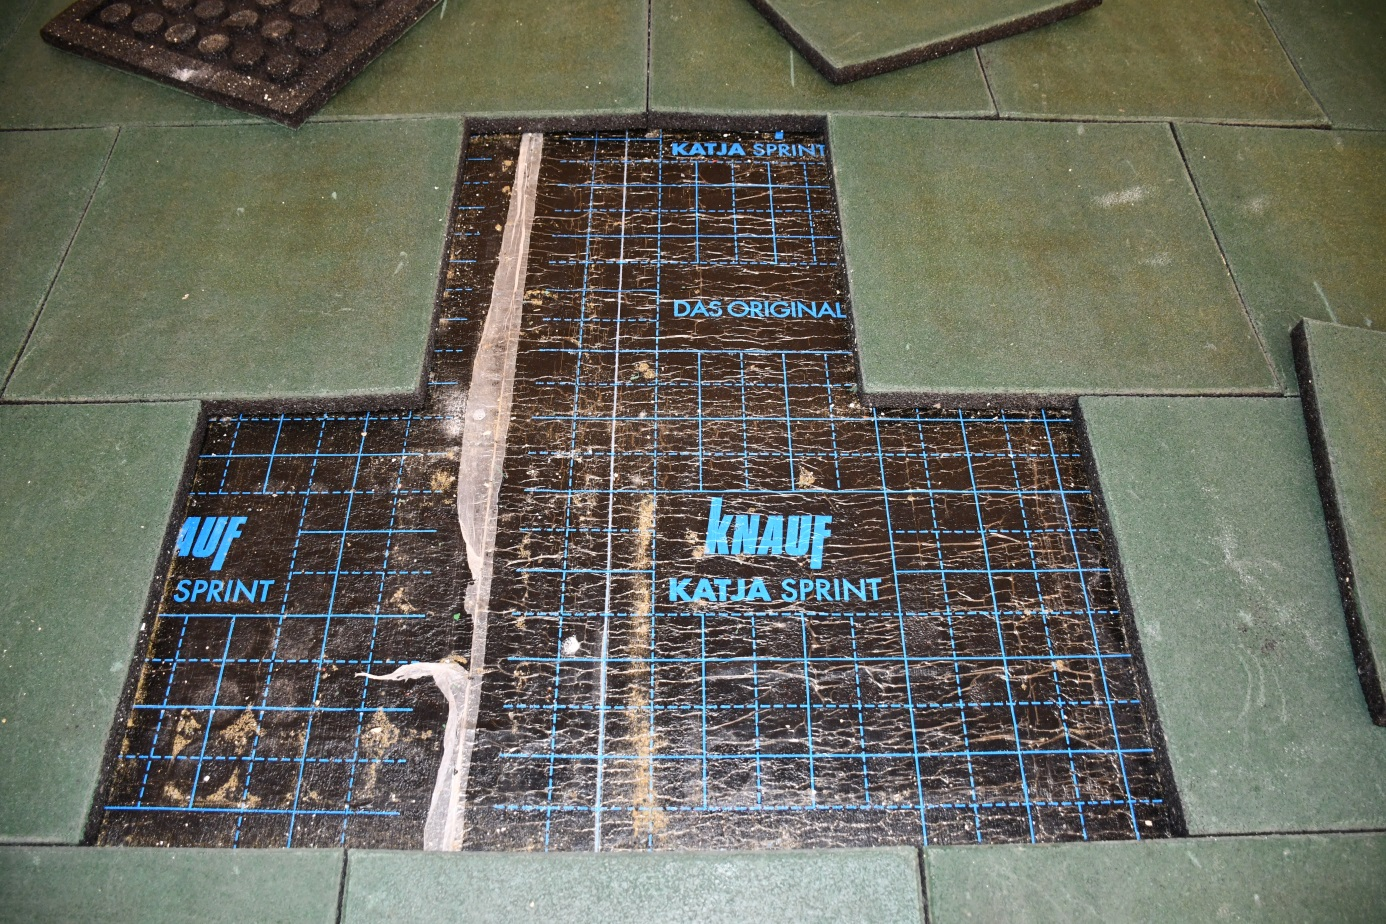 KATJA SPRINT
DAS ORIGINAL
AUF
SPRINT
KNAUF
KATJA SPRINT